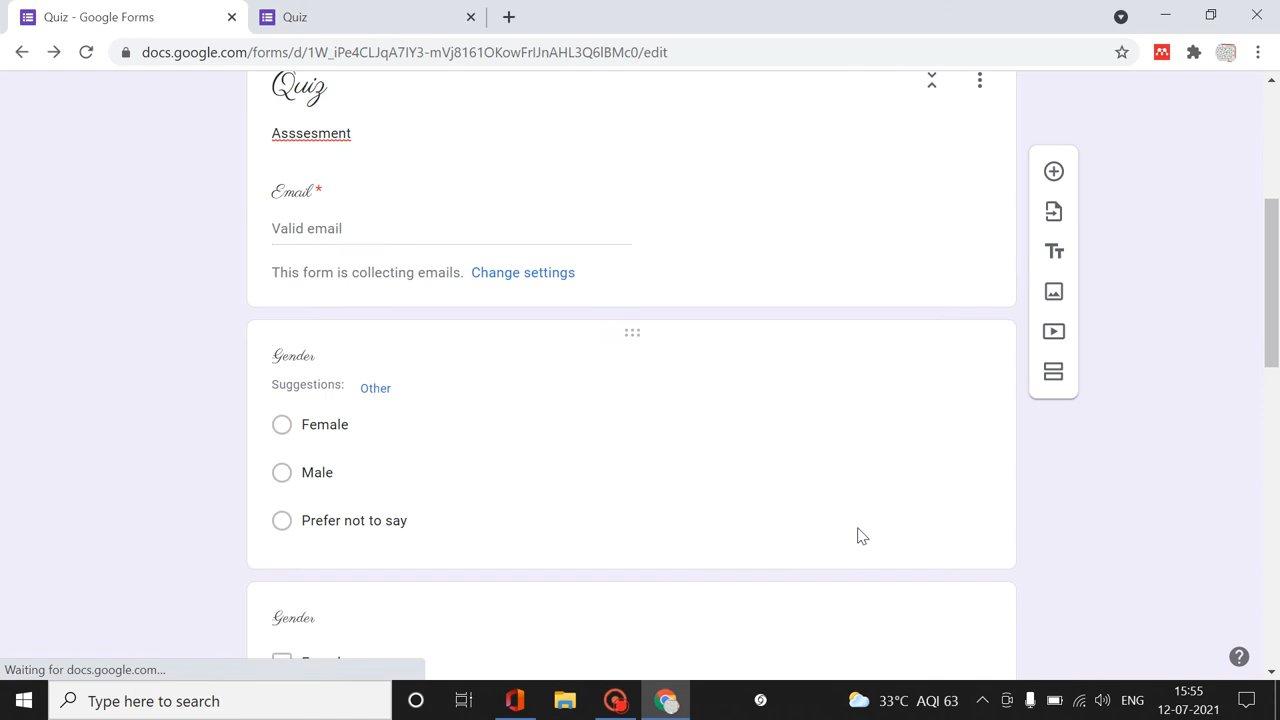 Quiz - Google Forms
Quiz
docs.google.com/forms/d/1W_iPe4CLJqA7IY3-mVj8161OKowFrIJnAHL3Q6lBMc0/edit
Quiz
Asssesment
Email *
Valid email
This form is collecting emails. Change settings
Gender
Suggestions: Other
Female
Male
Prefer not to say
Gender
Waiting for docs.google.com...
Type here to search
33°C AQI 63
ENG
15:55
12-07-2021